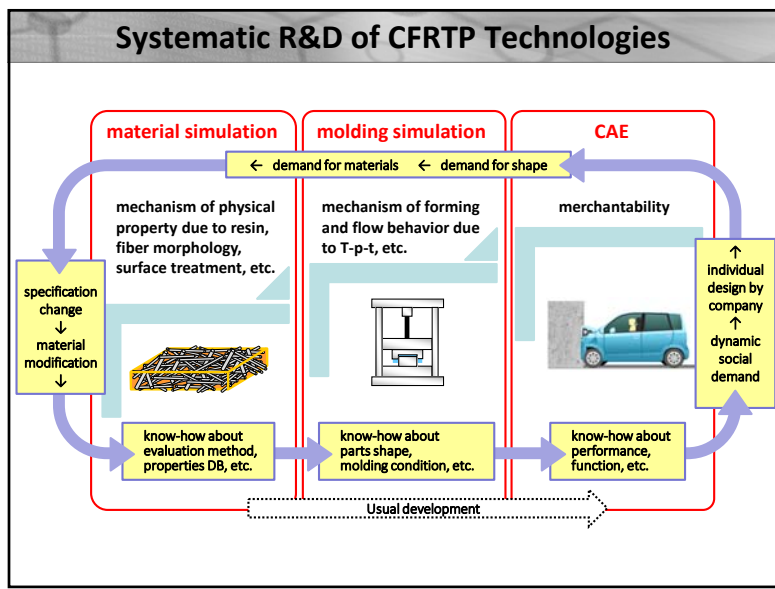 Systematic R&D of CFRTP Technologies
material simulation
molding simulation
CAE
← demand for materials ← demand for shape
mechanism of physical
property due to resin,
fiber morphology,
surface treatment, etc.
mechanism of forming
and flow behavior due
to T-p-t, etc.
merchantability
specification
change
↓
material
modification
↓
↑
individual
design by
company
↑
dynamic
social
demand
know-how about
evaluation method,
properties DB, etc.
know-how about
parts shape,
molding condition, etc.
know-how about
performance,
function, etc.
Usual development